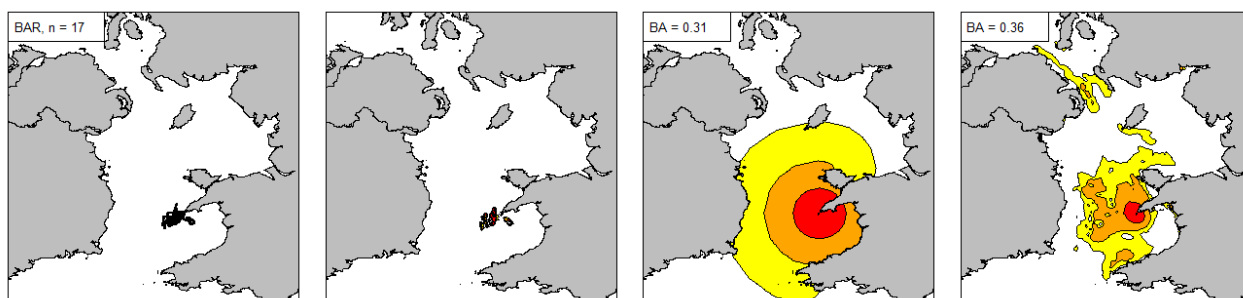 BAR, n = 17
BA = 0.31
BA = 0.36